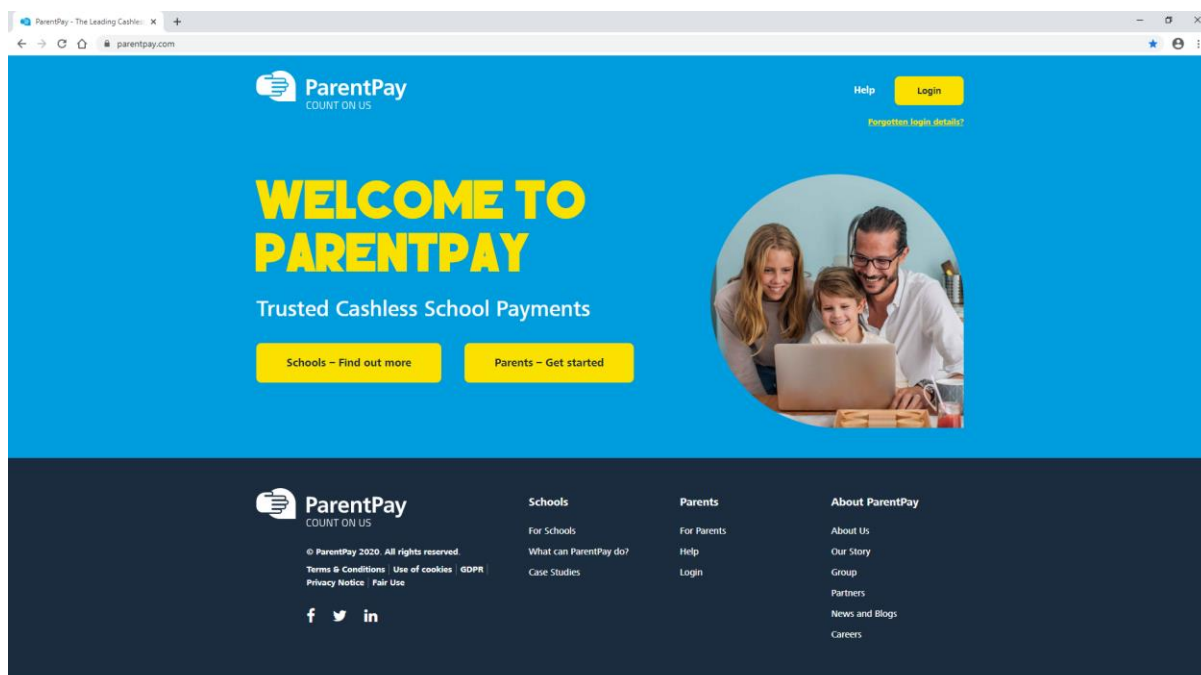 ParentPay - The Leading Cashles
parentpay.com
ParentPay
COUNT ON US
Help
Login
Forgotten login details?
WELCOME TO
PARENTPAY
Trusted Cashless School Payments
Schools – Find out more
Parents – Get started
ParentPay
COUNT ON US
© ParentPay 2020. All rights reserved.
Terms & Conditions | Use of cookies | GDPR |
Privacy Notice | Fair Use
Schools
For Schools
What can ParentPay do?
Case Studies
Parents
For Parents
Help
Login
About ParentPay
About Us
Our Story
Group
Partners
News and Blogs
Careers